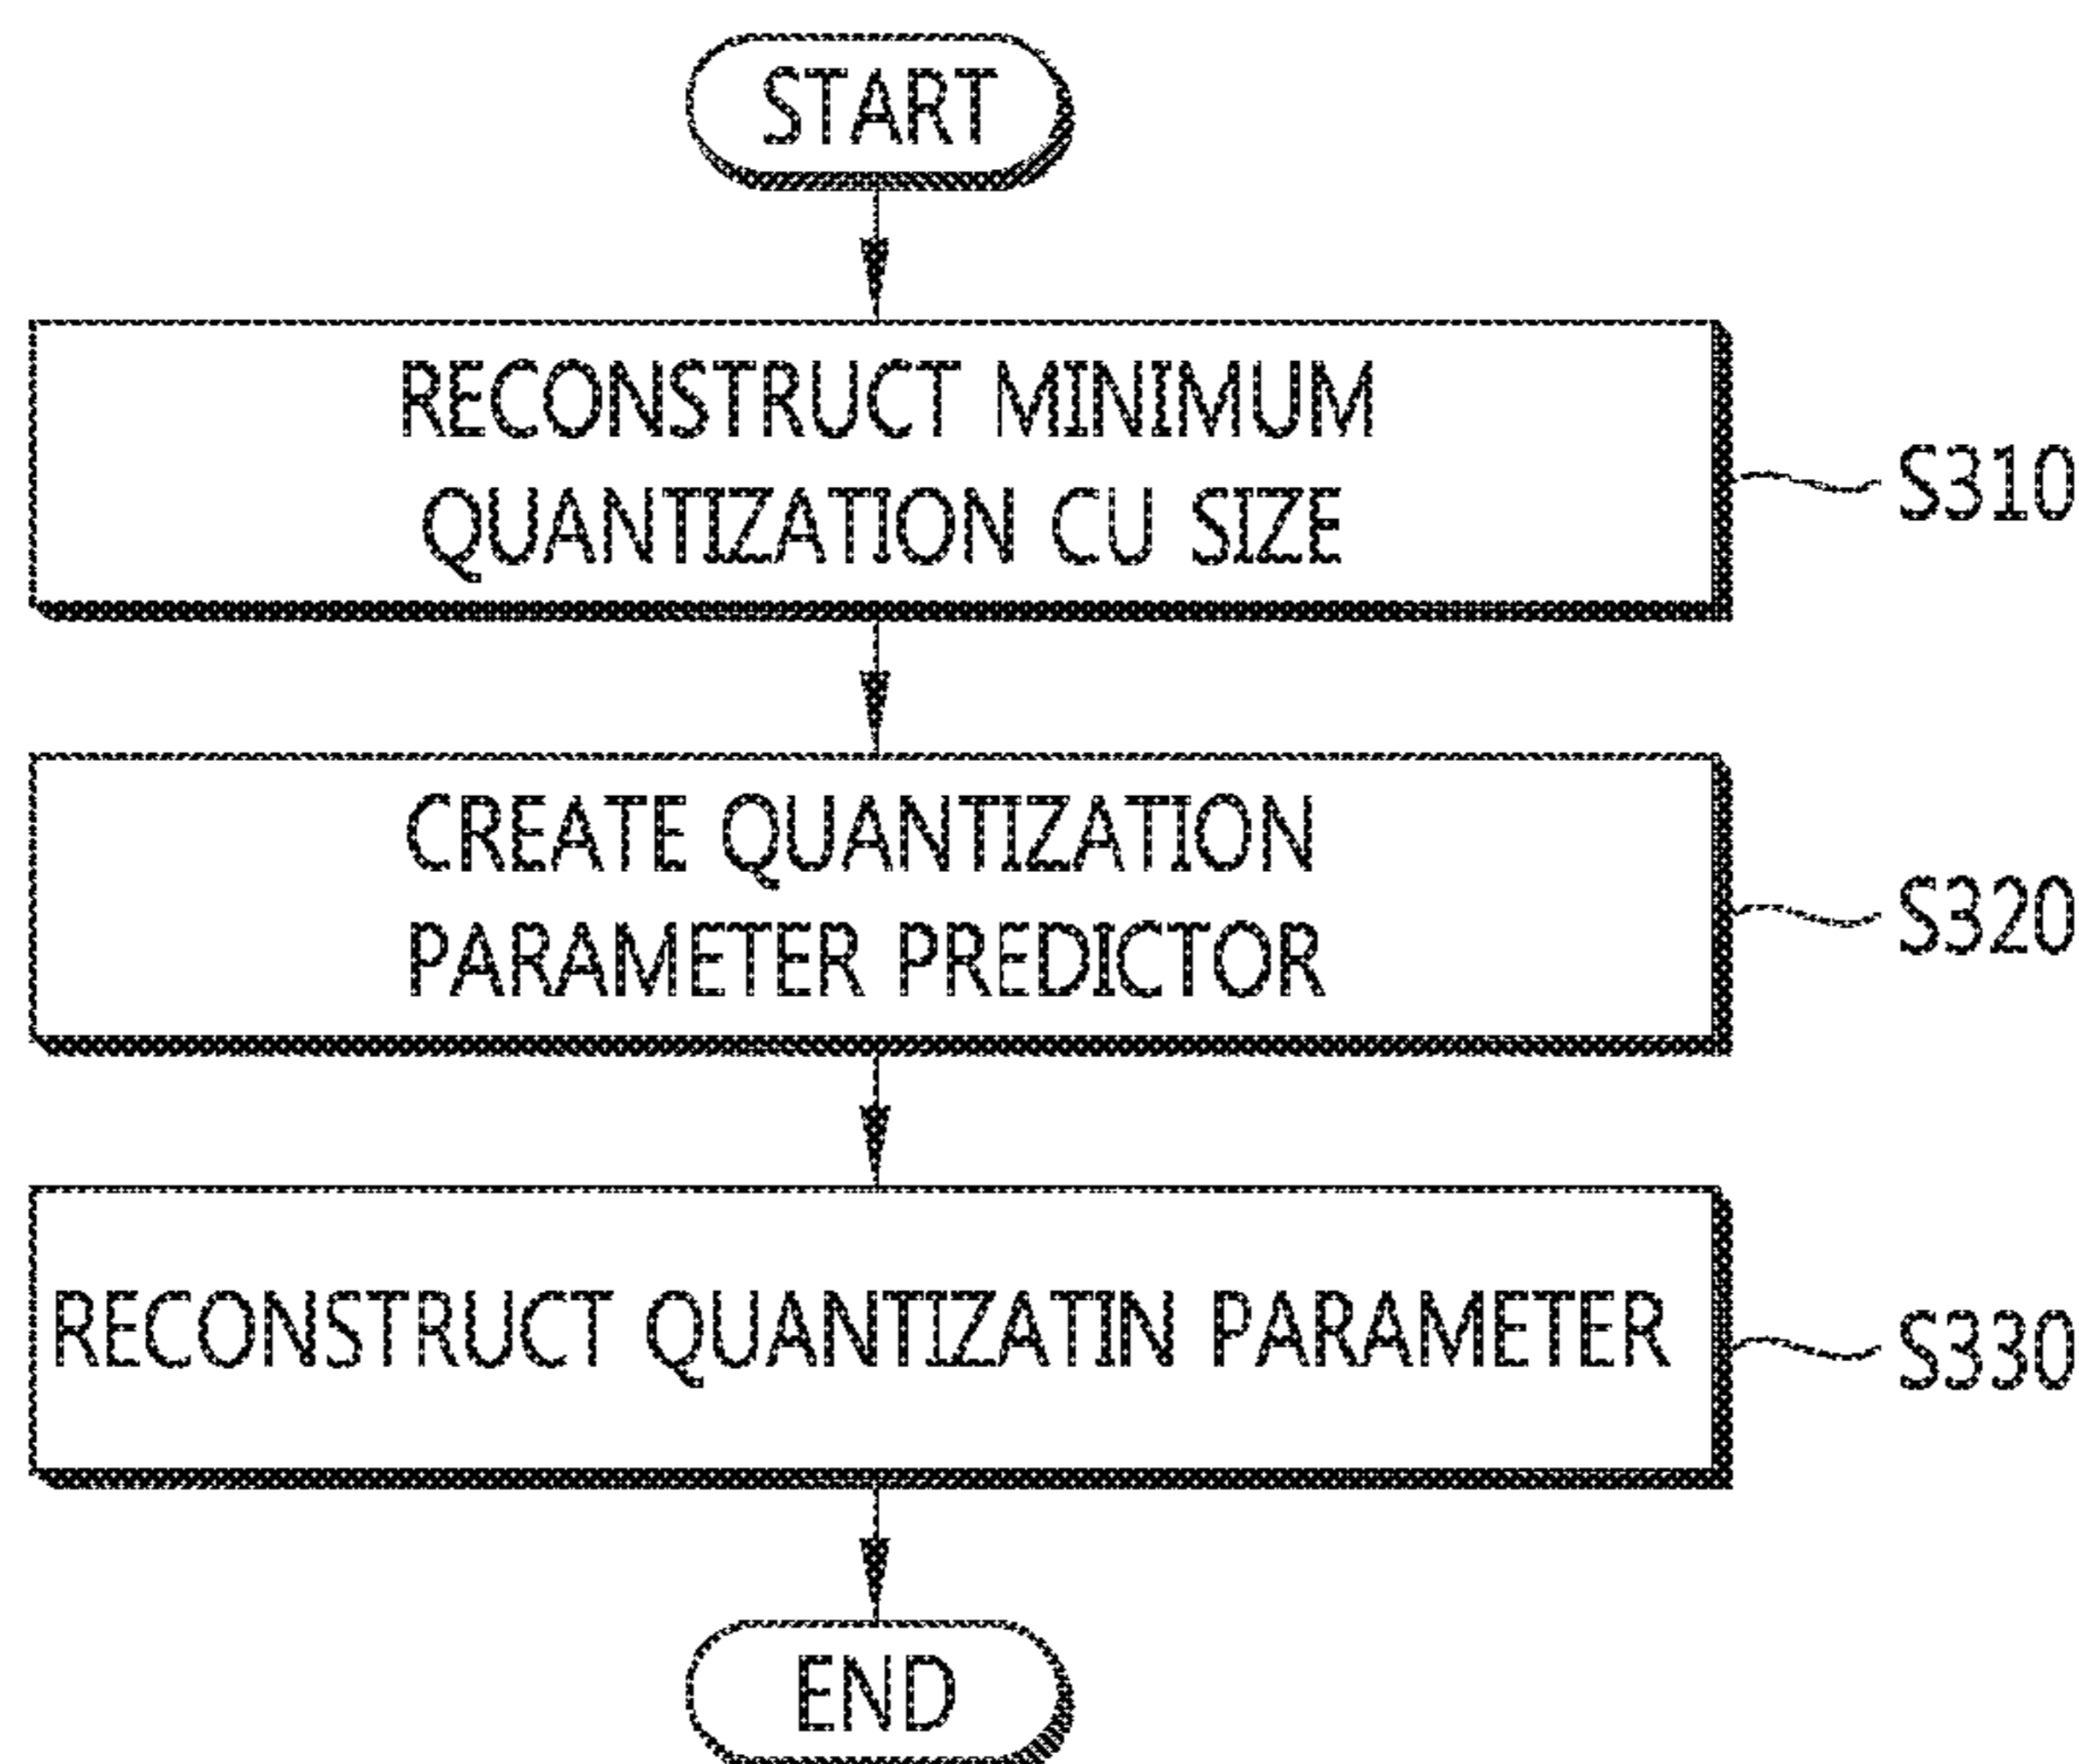 START
RECONSTRUCT MINIMUM
QUANTIZATION CU SIZE
S310
CREATE QUANTIZATION
PARAMETER PREDICTOR
S320
RECONSTRUCT QUANTIZATIN PARAMETER
S330
END